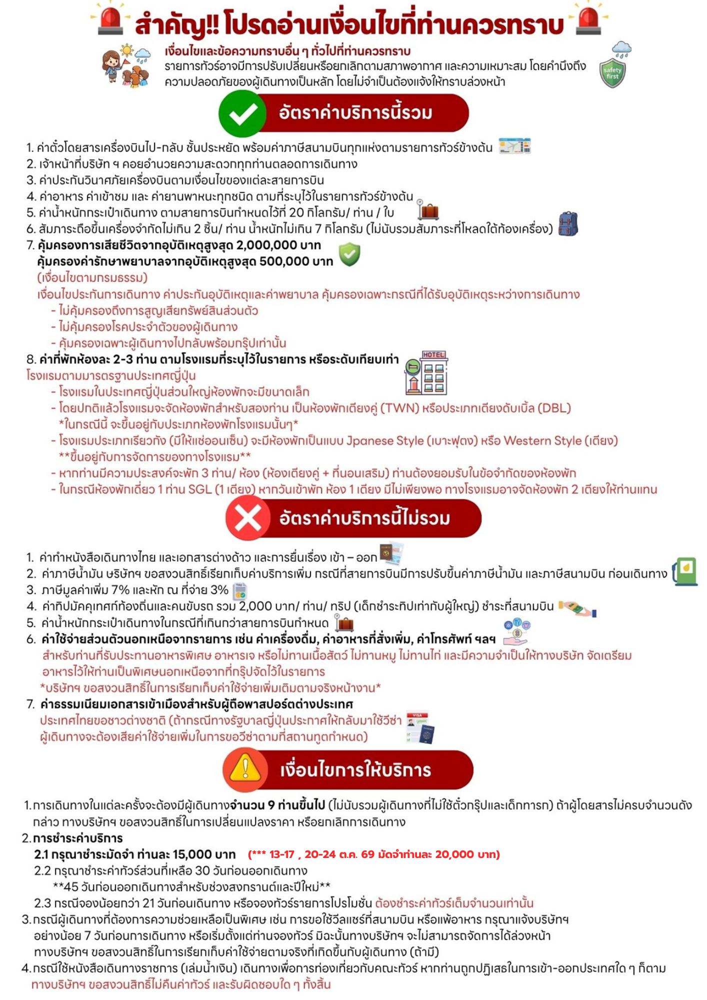 สำคัญ!! โปรดอ่านเงื่อนไขที่ท่านควรทราบ
เงื่อนไขและข้อความทราบอื่น ๆ ทั่วไปที่ท่านควรทราบ
รายการทัวร์อาจมีการปรับเปลี่ยนหรือยกเลิกตามสภาพอากาศ และความเหมาะสม โดยคำนึงถึง
ความปลอดภัยของผู้เดินทางเป็นหลัก โดยไม่จำเป็นต้องแจ้งให้ทราบล่วงหน้า
safety
first
อัตราค่าบริการนี้รวม
1. ค่าตั๋วโดยสารเครื่องบินไป-กลับ ชั้นประหยัด พร้อมค่าภาษีสนามบินทุกแห่งตามรายการทัวร์ข้างต้น
2. เจ้าหน้าที่บริษัท ฯ คอยอำนวยความสะดวกทุกท่านตลอดการเดินทาง
3. ค่าประกันวินาศภัยเครื่องบินตามเงื่อนไขของแต่ละสายการบิน
4. ค่าอาหาร ค่าเข้าชม และ ค่ายานพาหนะทุกชนิด ตามที่ระบุไว้ในรายการทัวร์ข้างต้น
5. ค่าน้ำหนักกระเป๋าเดินทาง ตามสายการบินกำหนดไว้ที่ 20 กิโลกรัม/ ท่าน / ใบ
6. สัมภาระถือขึ้นเครื่องจำกัดไม่เกิน 2 ชิ้น/ ท่าน น้ำหนักไม่เกิน 7 กิโลกรัม (ไม่นับรวมสัมภาระที่โหลดใต้ท้องเครื่อง)
7. คุ้มครองการเสียชีวิตจากอุบัติเหตุสูงสุด 2,000,000 บาท
คุ้มครองค่ารักษาพยาบาลจากอุบัติเหตุสูงสุด 500,000 บาท
(เงื่อนไขตามกรมธรรม)
เงื่อนไขประกันการเดินทาง ค่าประกันอุบัติเหตุและค่าพยาบาล คุ้มครองเฉพาะกรณีที่ได้รับอุบัติเหตุระหว่างการเดินทาง
- ไม่คุ้มครองถึงการสูญเสียทรัพย์สินส่วนตัว
- ไม่คุ้มครองโรคประจำตัวของผู้เดินทาง
- คุ้มครองเฉพาะผู้เดินทางไปกลับพร้อมกรุ๊ปเท่านั้น
8. ค่าที่พักห้องละ 2-3 ท่าน ตามโรงแรมที่ระบุไว้ในรายการ หรือระดับเทียบเท่า
HOTEL
โรงแรมตามมารตรฐานประเทศญี่ปุ่น
- โรงแรมในประเทศญี่ปุ่นส่วนใหญ่ห้องพักจะมีขนาดเล็ก
- โดยปกติแล้วโรงแรมจะจัดห้องพักสำหรับสองท่าน เป็นห้องพักเตียงคู่ (TWN) หรือประเภทเตียงดับเบิ้ล (DBL)
*ในกรณีนี้ จะขึ้นอยู่กับประเภทห้องพักโรงแรมนั้นๆ*
- โรงแรมประเภทเรียวกัง (มีให้แช่ออนเซ็น) จะมีห้องพักเป็นแบบ Jpanese Style (เบาะฟุตง) หรือ Western Style (เตียง)
**ขึ้นอยู่กับการจัดการของทางโรงแรม**
- หากท่านมีความประสงค์จะพัก 3 ท่าน/ ห้อง (ห้องเตียงคู่ + ที่นอนเสริม) ท่านต้องยอมรับในข้อจำกัดของห้องพัก
- ในกรณีห้องพักเดี่ยว 1 ท่าน SGL (1 เตียง) หากวันเข้าพัก ห้อง 1 เตียง มีไม่เพียงพอ ทางโรงแรมอาจจัดห้องพัก 2 เตียงให้ท่านแทน
อัตราค่าบริการนี้ไม่รวม
1. ค่าทำหนังสือเดินทางไทย และเอกสารต่างด้าว และการยื่นเรื่อง เข้า – ออก
2. ค่าภาษีน้ำมัน บริษัทฯ ขอสงวนสิทธิ์เรียกเก็บค่าบริการเพิ่ม กรณีที่สายการบินมีการปรับขึ้นค่าภาษีน้ำมัน และภาษีสนามบิน ก่อนเดินทาง
3. ภาษีมูลค่าเพิ่ม 7% และหัก ณ ที่จ่าย 3%
TAX
4. ค่าทิปมัคคุเทศก์ท้องถิ่นและคนขับรถ รวม 2,000 บาท/ ท่าน/ ทริป (เด็กชำระทิปเท่ากับผู้ใหญ่) ชำระที่สนามบิน
5. ค่าน้ำหนักกระเป๋าเดินทางในกรณีที่เกินกว่าสายการบินกำหนด
6. ค่าใช้จ่ายส่วนตัวนอกเหนือจากรายการ เช่น ค่าเครื่องดื่ม, ค่าอาหารที่สั่งเพิ่ม, ค่าโทรศัพท์ ฯลฯ
สำหรับท่านที่รับประทานอาหารพิเศษ อาหารเจ หรือไม่ทานเนื้อสัตว์ ไม่ทานหมู ไม่ทานไก่ และมีความจำเป็นให้ทางบริษัท จัดเตรียม
อาหารไว้ให้ท่านเป็นพิเศษนอกเหนือจากที่กรุ๊ปจัดไว้ในรายการ
*บริษัทฯ ขอสงวนสิทธิ์ในการเรียกเก็บค่าใช้จ่ายเพิ่มเติมตามจริงหน้างาน*
7. ค่าธรรมเนียมเอกสารเข้าเมืองสำหรับผู้ถือพาสปอร์ตต่างประเทศ
ประเทศไทยขอชาวต่างชาติ (ถ้ากรณีทางรัฐบาลญี่ปุ่นประกาศให้กลับมาใช้วีซ่า
VISA
ผู้เดินทางจะต้องเสียค่าใช้จ่ายเพิ่มในการขอวีซ่าตามที่สถานทูตกำหนด)
เงื่อนไขการให้บริการ
1. การเดินทางในแต่ละครั้งจะต้องมีผู้เดินทางจำนวน 9 ท่านขึ้นไป (ไม่นับรวมผู้เดินทางที่ไม่ใช้ตั๋วกรุ๊ปและเด็กทารก) ถ้าผู้โดยสารไม่ครบจำนวนดัง
กล่าว ทางบริษัทฯ ขอสงวนสิทธิ์ในการเปลี่ยนแปลงราคา หรือยกเลิกการเดินทาง
2. การชำระค่าบริการ
2.1 กรุณาชำระมัดจำ ท่านละ 15,000 บาท (*** 13-17 , 20-24 ต.ค. 69 มัดจำท่านละ 20,000 บาท)
2.2 กรุณาชำระค่าทัวร์ส่วนที่เหลือ 30 วันก่อนออกเดินทาง
**45 วันก่อนออกเดินทางสำหรับช่วงสงกรานต์และปีใหม่**
2.3 กรณีจองน้อยกว่า 21 วันก่อนเดินทาง หรือจองทัวร์รายการโปรโมชั่น ต้องชำระค่าทัวร์เต็มจำนวนเท่านั้น
3. กรณีผู้เดินทางที่ต้องการความช่วยเหลือเป็นพิเศษ เช่น การขอใช้วีลแชร์ที่สนามบิน หรือแพ้อาหาร กรุณาแจ้งบริษัทฯ
อย่างน้อย 7 วันก่อนการเดินทาง หรือเริ่มตั้งแต่ท่านจองทัวร์ มิฉะนั้นทางบริษัทฯ จะไม่สามารถจัดการได้ล่วงหน้า
ทางบริษัทฯ ขอสงวนสิทธิ์ในการเรียกเก็บค่าใช้จ่ายตามจริงที่เกิดขึ้นกับผู้เดินทาง (ถ้ามี)
4. กรณีใช้หนังสือเดินทางราชการ (เล่มน้ำเงิน) เดินทางเพื่อการท่องเที่ยวกับคณะทัวร์ หากท่านถูกปฏิเสธในการเข้า-ออกประเทศใด ๆ ก็ตาม
ทางบริษัทฯ ขอสงวนสิทธิ์ไม่คืนค่าทัวร์ และรับผิดชอบใด ๆ ทั้งสิ้น